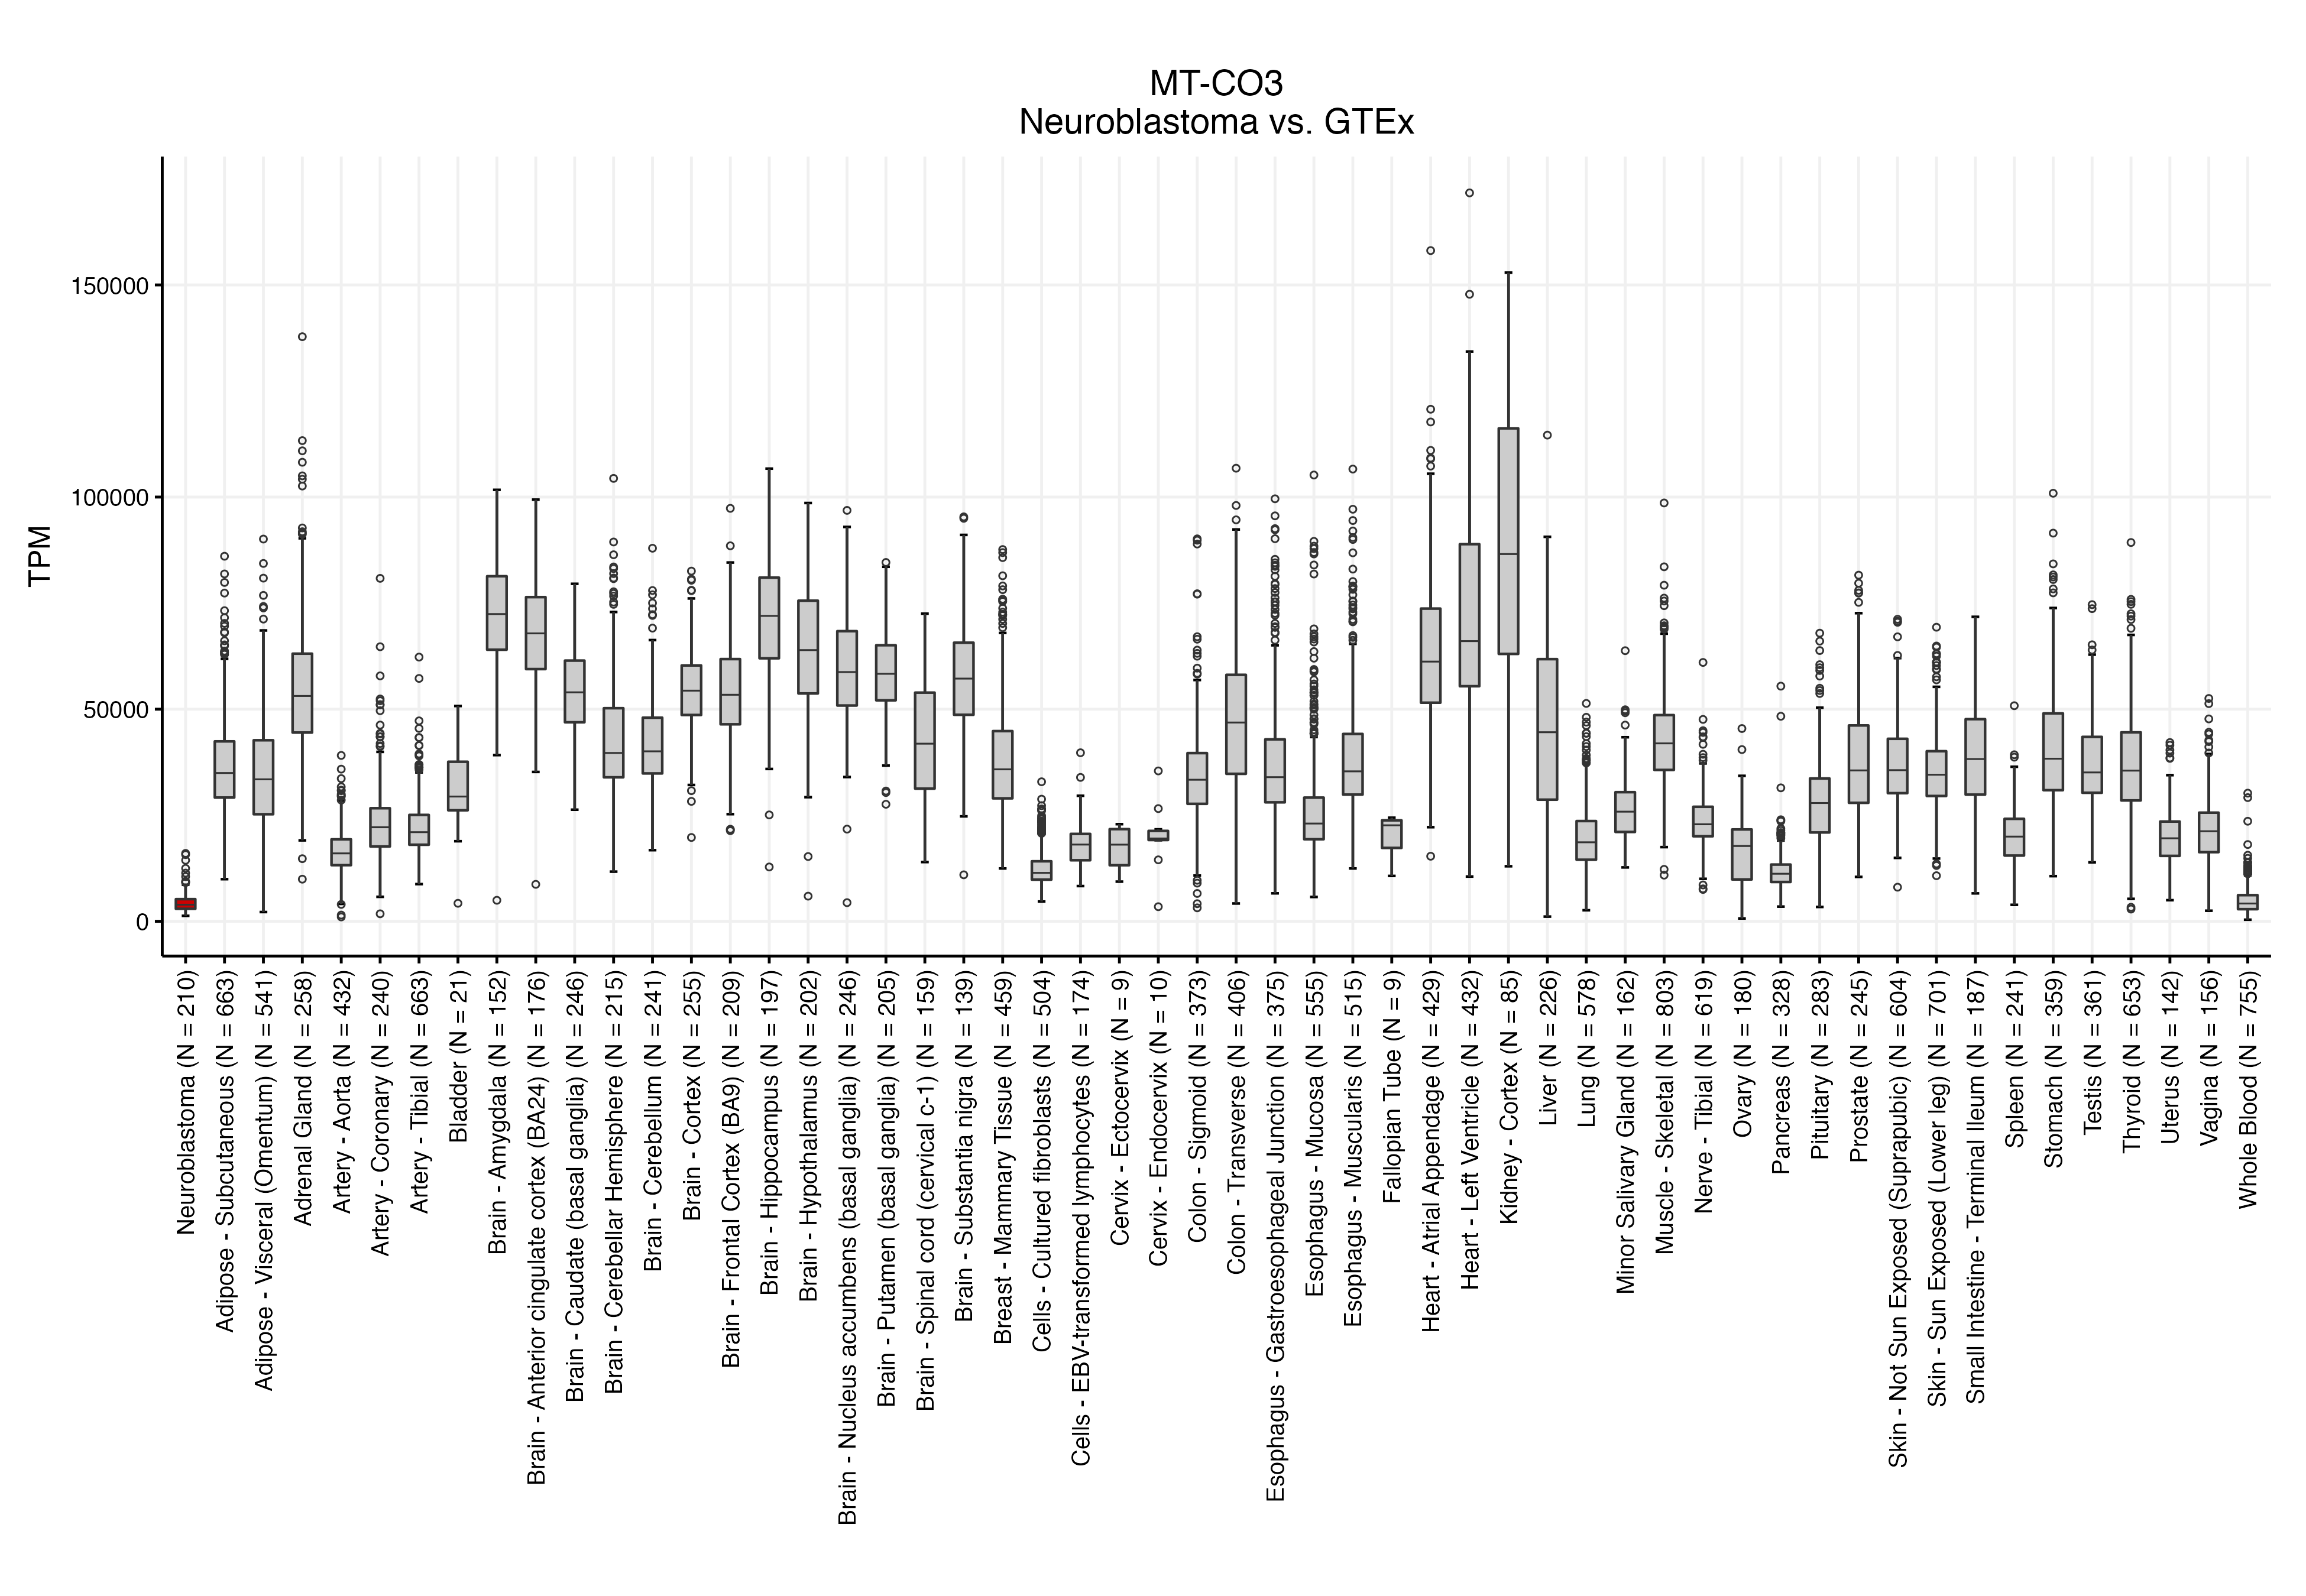 MT-CO3
Neuroblastoma vs. GTEx
TPM
150000
100000
50000
0
Neuroblastoma (N = 210)
Adipose - Subcutaneous (N = 663)
Adipose - Visceral (Omentum) (N = 541)
Adrenal Gland (N = 258)
Artery - Aorta (N = 432)
Artery - Coronary (N = 240)
Artery - Tibial (N = 663)
Bladder (N = 21)
Brain - Amygdala (N = 152)
Brain - Anterior cingulate cortex (BA24) (N = 176)
Brain - Caudate (basal ganglia) (N = 246)
Brain - Cerebellar Hemisphere (N = 215)
Brain - Cerebellum (N = 241)
Brain - Cortex (N = 255)
Brain - Frontal Cortex (BA9) (N = 209)
Brain - Hippocampus (N = 197)
Brain - Hypothalamus (N = 202)
Brain - Nucleus accumbens (basal ganglia) (N = 246)
Brain - Putamen (basal ganglia) (N = 205)
Brain - Spinal cord (cervical c-1) (N = 159)
Brain - Substantia nigra (N = 139)
Breast - Mammary Tissue (N = 459)
Cells - Cultured fibroblasts (N = 504)
Cells - EBV-transformed lymphocytes (N = 174)
Cervix - Ectocervix (N = 9)
Cervix - Endocervix (N = 10)
Colon - Sigmoid (N = 373)
Colon - Transverse (N = 406)
Esophagus - Gastroesophageal Junction (N = 375)
Esophagus - Mucosa (N = 555)
Esophagus - Muscularis (N = 515)
Fallopian Tube (N = 9)
Heart - Atrial Appendage (N = 429)
Heart - Left Ventricle (N = 432)
Kidney - Cortex (N = 85)
Liver (N = 226)
Lung (N = 578)
Minor Salivary Gland (N = 162)
Muscle - Skeletal (N = 803)
Nerve - Tibial (N = 619)
Ovary (N = 180)
Pancreas (N = 328)
Pituitary (N = 283)
Prostate (N = 245)
Skin - Not Sun Exposed (Suprapubic) (N = 604)
Skin - Sun Exposed (Lower leg) (N = 701)
Small Intestine - Terminal Ileum (N = 187)
Spleen (N = 241)
Stomach (N = 359)
Testis (N = 361)
Thyroid (N = 653)
Uterus (N = 142)
Vagina (N = 156)
Whole Blood (N = 755)